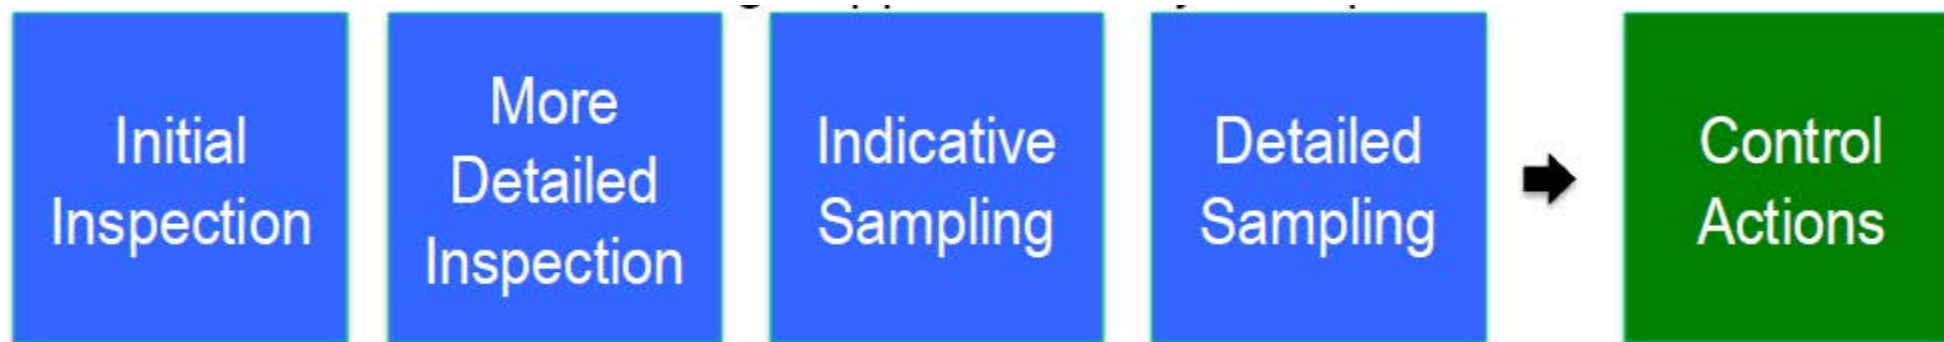 Initial
Inspection
More
Detailed
Inspection
Indicative
Sampling
Detailed
Sampling
Control
Actions